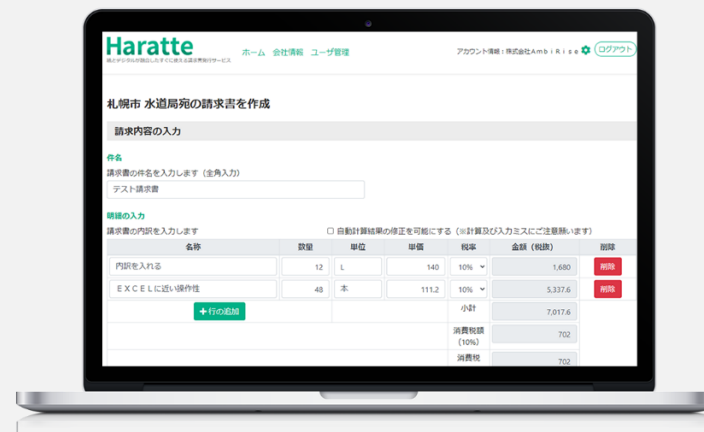 Haratte
紙とデジタルが両立したすぐに使える請求書発行サービス
ホーム 会社情報 ユーザ管理
アカウント情報：株式会社ＡｍｂｉＲｉｓｅ ログアウト
札幌市 水道局宛の請求書を作成
請求内容の入力
件名
請求書の件名を入力します（全角入力）
テスト請求書
明細の入力
請求書の内訳を入力します 自動計算結果の修正を可能にする（※計算及び入力ミスにご注意願います）
名称 数量 単位 単価 税率 金額（税抜） 削除
内訳を入れる 12 L 140 10% 1,680 削除
ＥＸＣＥＬに近い操作性 48 本 111.2 10% 5,337.6 削除
+行の追加 小計 7,017.6
消費税額
（10%） 702
消費税 702